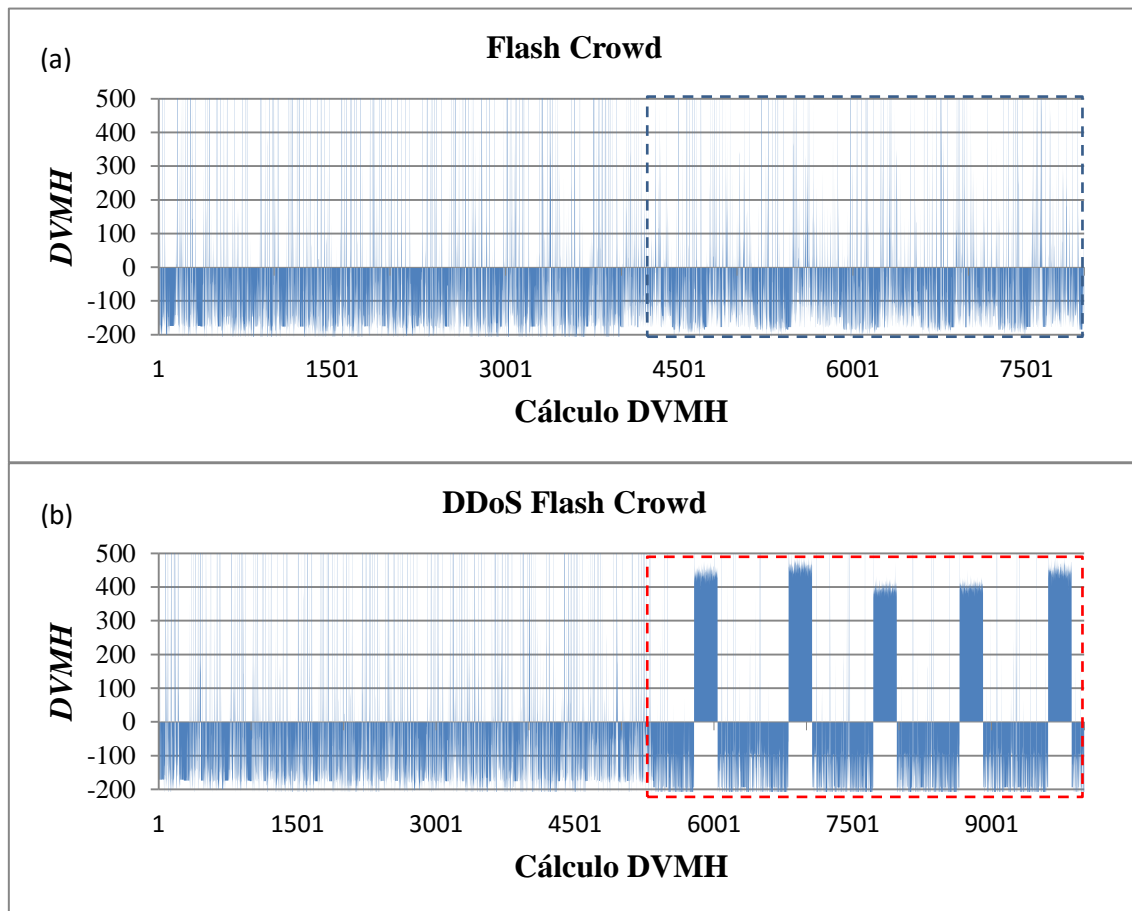 (a)
Flash Crowd
500
400
300
200
100
0
-100
-200
DVMH
1 1501 3001 4501 6001 7501
Cálculo DVMH
(b)
DDoS Flash Crowd
500
400
300
200
100
0
-100
-200
DVMH
1 1501 3001 4501 6001 7501 9001
Cálculo DVMH